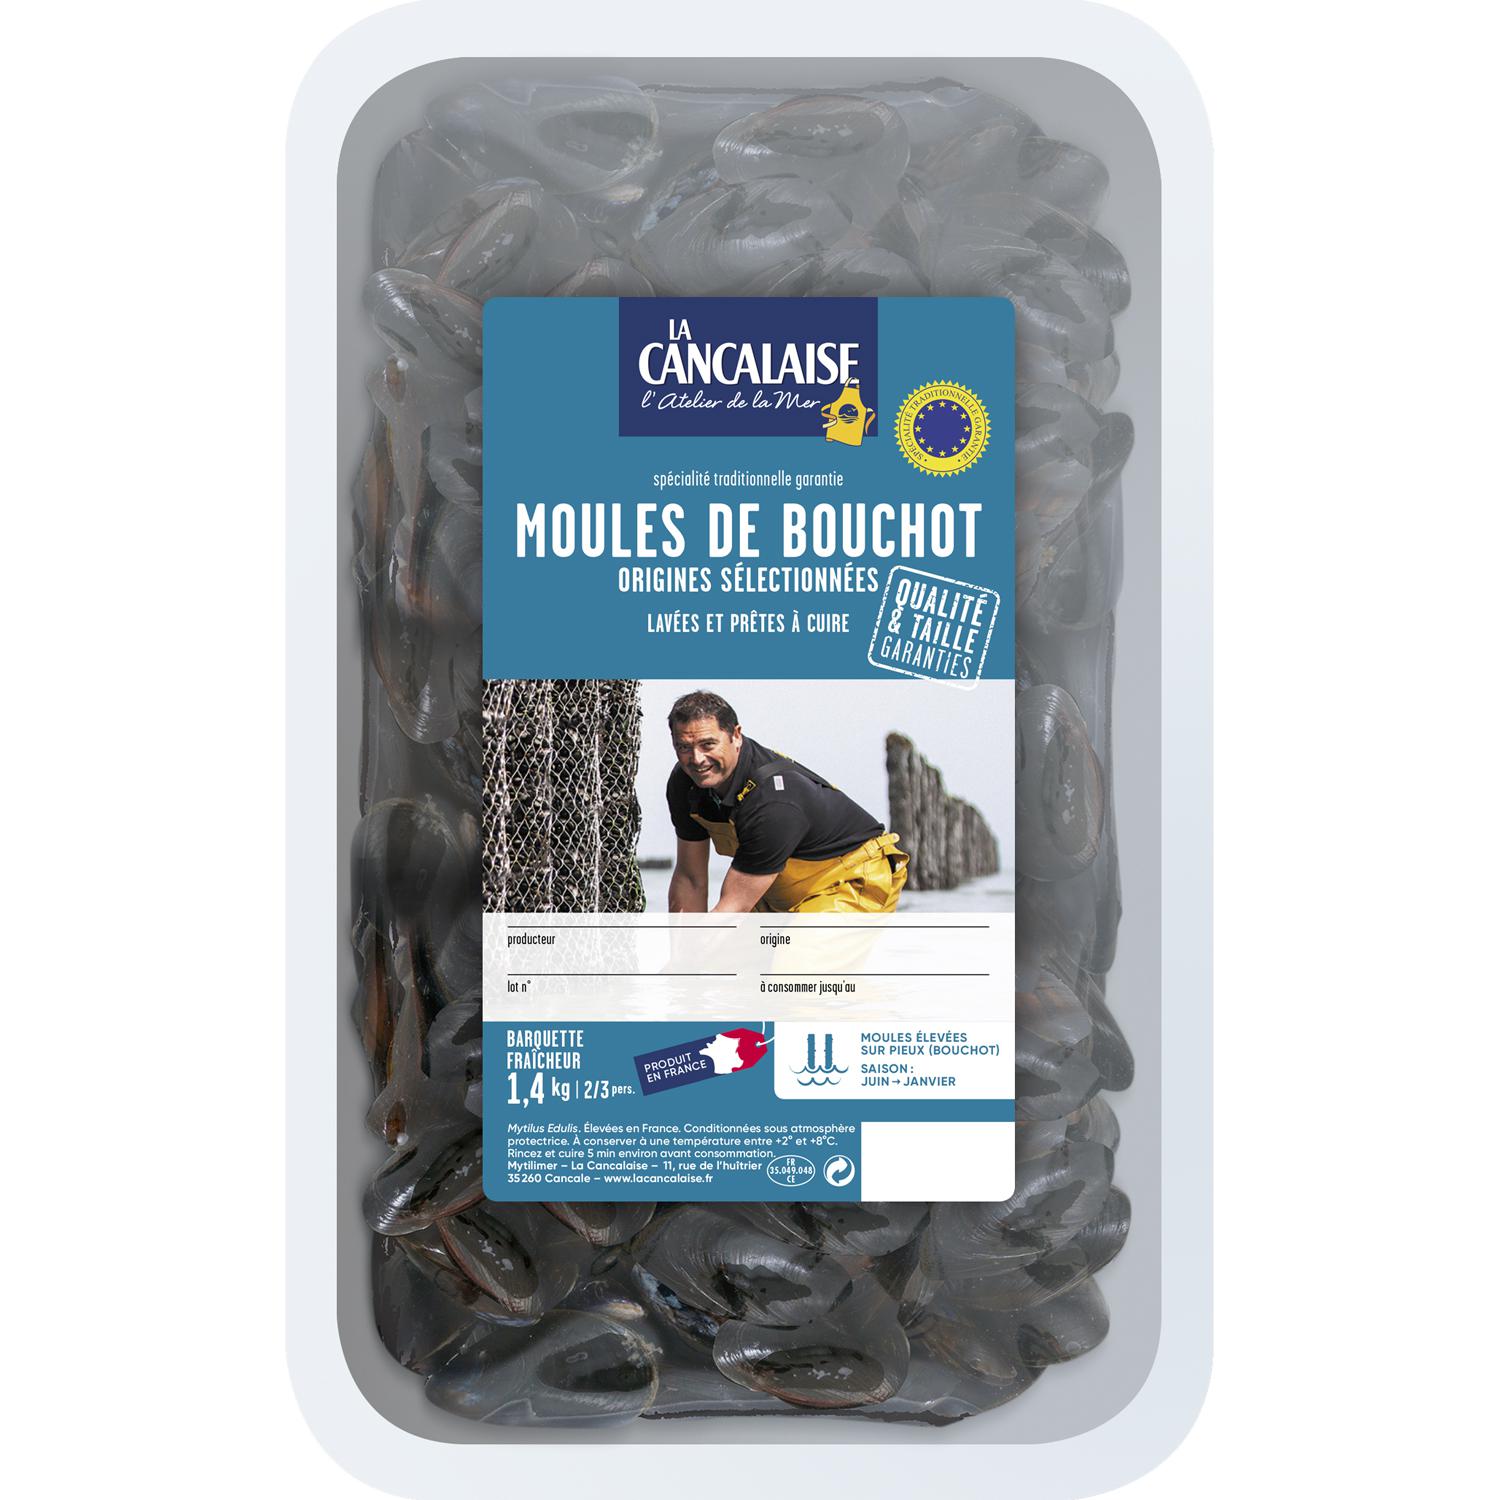 LA
CANCALAISE
l'Atelier de la Mer
SPÉCIALITÉ TRADITIONNELLE GARANTIE
spécialité traditionnelle garantie
MOULES DE BOUCHOT
ORIGINES SÉLECTIONNÉES
LAVÉES ET PRÊTES À CUIRE
QUALITÉ
& TAILLE
GARANTIES
producteur
origine
lot n°
à consommer jusqu'au
BARQUETTE
FRAÎCHEUR
1,4 kg | 2/3 pers.
PRODUIT
EN FRANCE
MOULES ÉLEVÉES
SUR PIEUX (BOUCHOT)
SAISON :
JUIN → JANVIER
Mytilus Edulis. Élevées en France. Conditionnées sous atmosphère
protectrice. À conserver à une température entre +2° et +8°C.
Rincez et cuire 5 min environ avant consommation.
Mytilimer – La Cancalaise – 11, rue de l'huîtrier
35260 Cancale – www.lacancalaise.fr
FR
35.049.048
CE